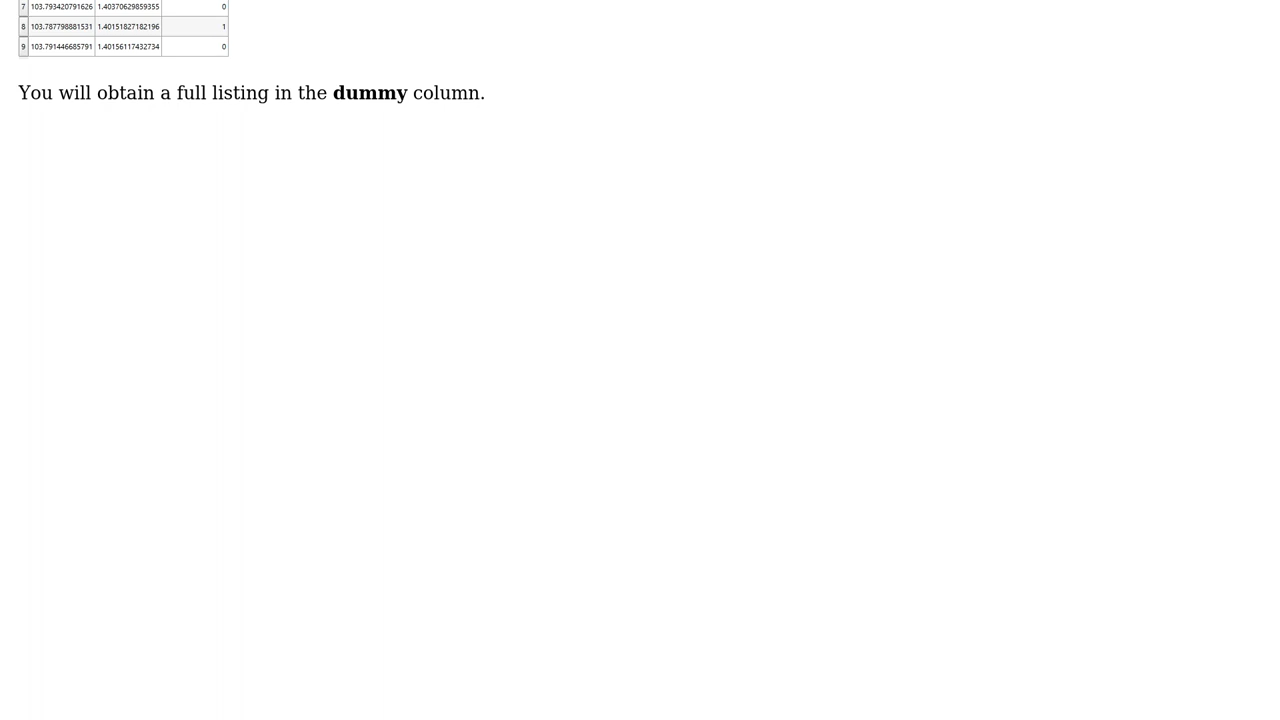 7 103.793420791626 1.40370629859355 0
8 103.787798881531 1.40151827182196 1
9 103.791446685791 1.40156117432734 0
You will obtain a full listing in the dummy column.